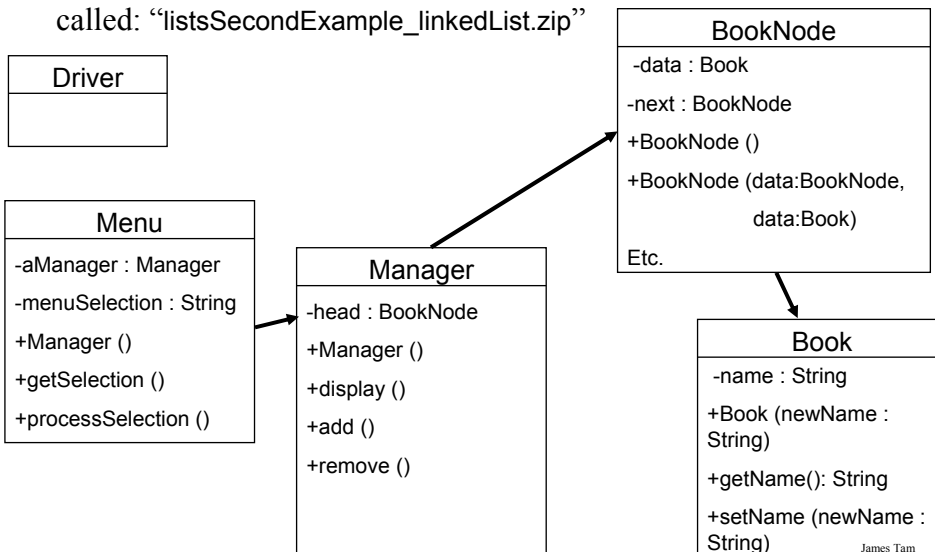 called: “listsSecondExample_linkedList.zip”
Driver
Menu
-aManager : Manager
-menuSelection : String
+Manager ()
+getSelection ()
+processSelection ()
Manager
-head : BookNode
+Manager ()
+display ()
+add ()
+remove ()
BookNode
-data : Book
-next : BookNode
+BookNode ()
+BookNode (data:BookNode,
data:Book)
Etc.
Book
-name : String
+Book (newName :
String)
+getName(): String
+setName (newName :
String)
James Tam